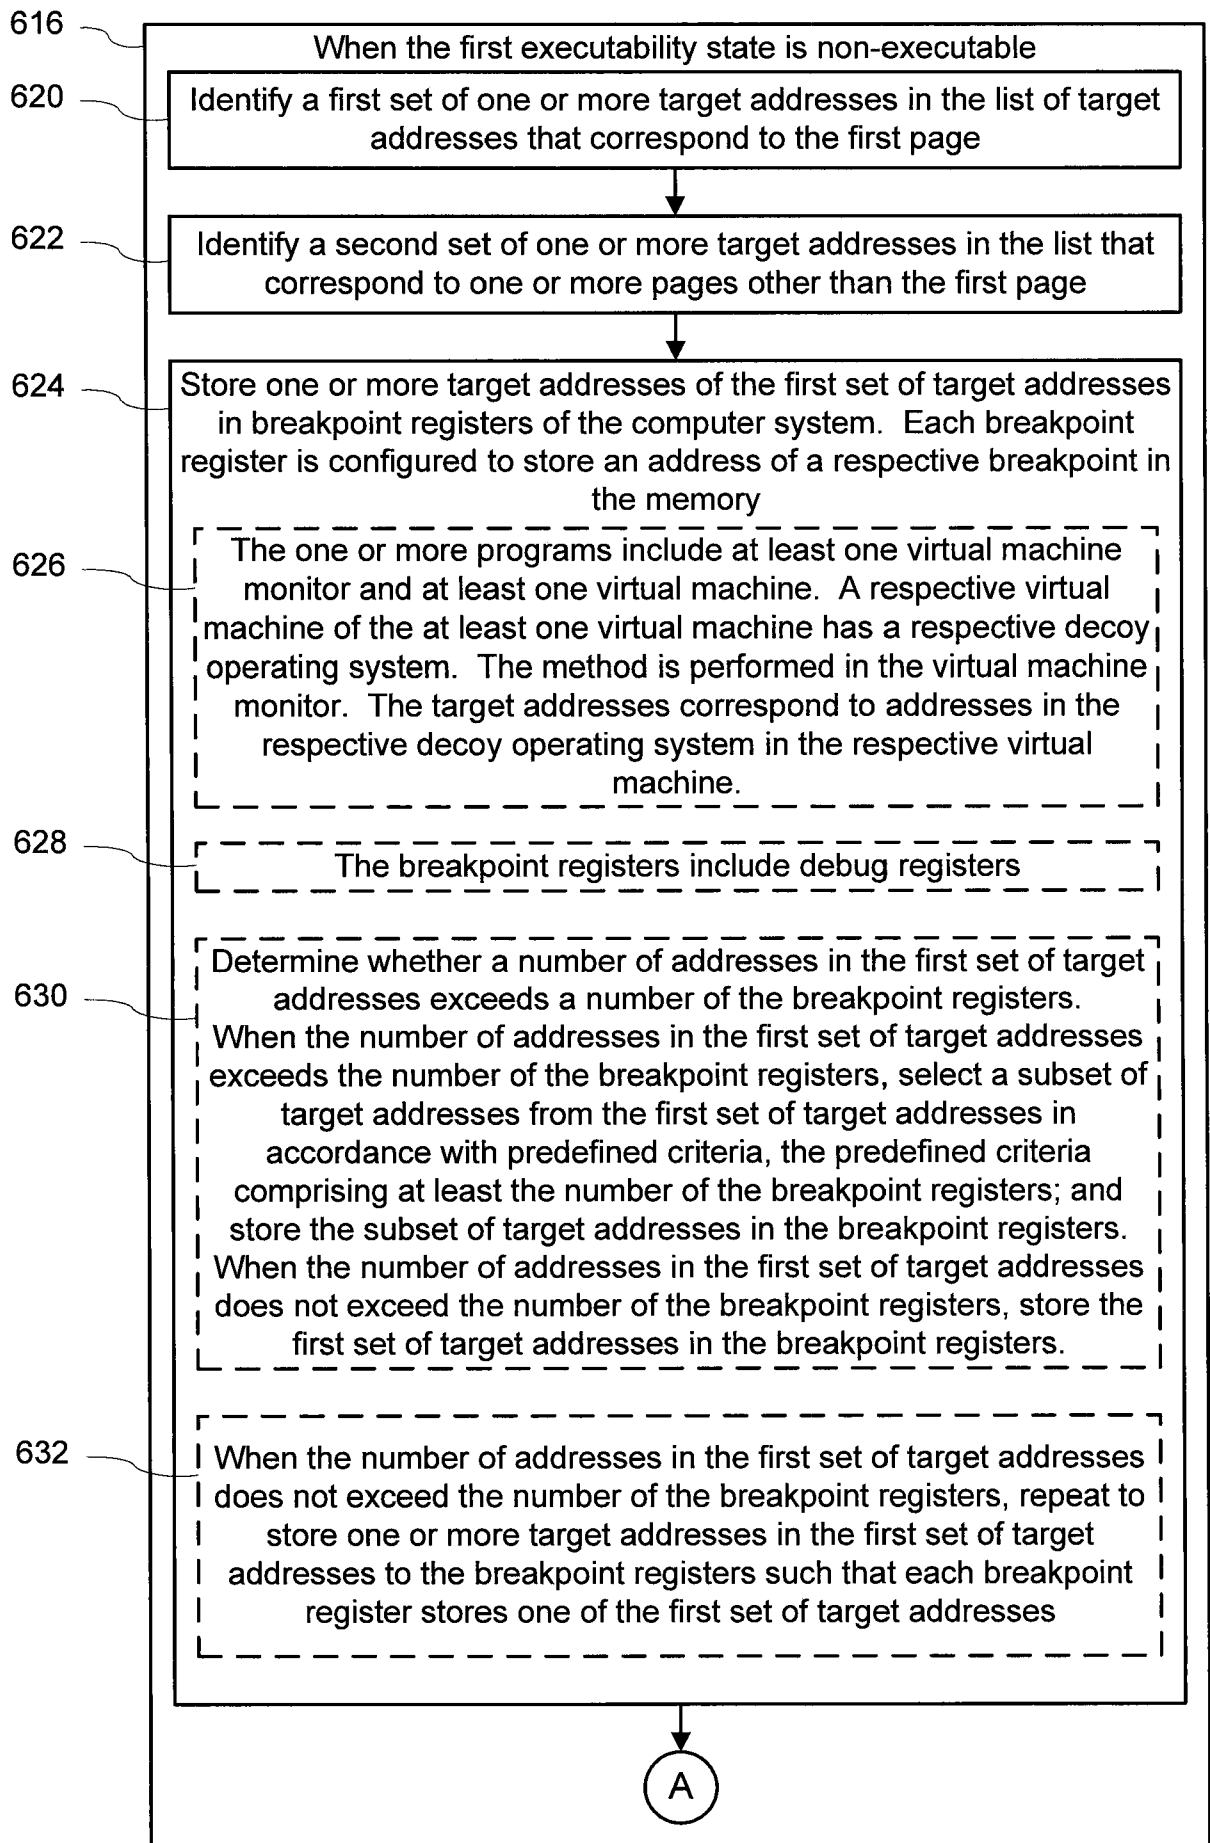 616
When the first executability state is non-executable
620
Identify a first set of one or more target addresses in the list of target
addresses that correspond to the first page
622
Identify a second set of one or more target addresses in the list that
correspond to one or more pages other than the first page
624
Store one or more target addresses of the first set of target addresses
in breakpoint registers of the computer system.  Each breakpoint
register is configured to store an address of a respective breakpoint in
the memory
626
The one or more programs include at least one virtual machine
monitor and at least one virtual machine.  A respective virtual
machine of the at least one virtual machine has a respective decoy
operating system.  The method is performed in the virtual machine
monitor.  The target addresses correspond to addresses in the
respective decoy operating system in the respective virtual
machine.
628
The breakpoint registers include debug registers
630
Determine whether a number of addresses in the first set of target
addresses exceeds a number of the breakpoint registers.
When the number of addresses in the first set of target addresses
exceeds the number of the breakpoint registers, select a subset of
target addresses from the first set of target addresses in
accordance with predefined criteria, the predefined criteria
comprising at least the number of the breakpoint registers; and
store the subset of target addresses in the breakpoint registers.
When the number of addresses in the first set of target addresses
does not exceed the number of the breakpoint registers, store the
first set of target addresses in the breakpoint registers.
632
When the number of addresses in the first set of target addresses
does not exceed the number of the breakpoint registers, repeat to
store one or more target addresses in the first set of target
addresses to the breakpoint registers such that each breakpoint
register stores one of the first set of target addresses
A